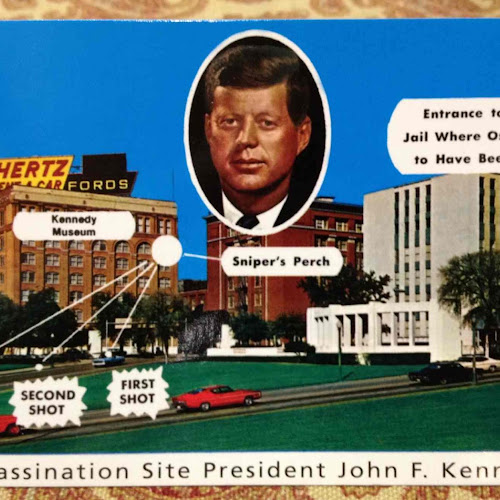 HERTZ
FORDS
Kennedy
Museum
Sniper's Perch
Entrance to
Jail Where
to Have Bee
SECOND
SHOT
FIRST
SHOT
assination Site President John F. Kenn